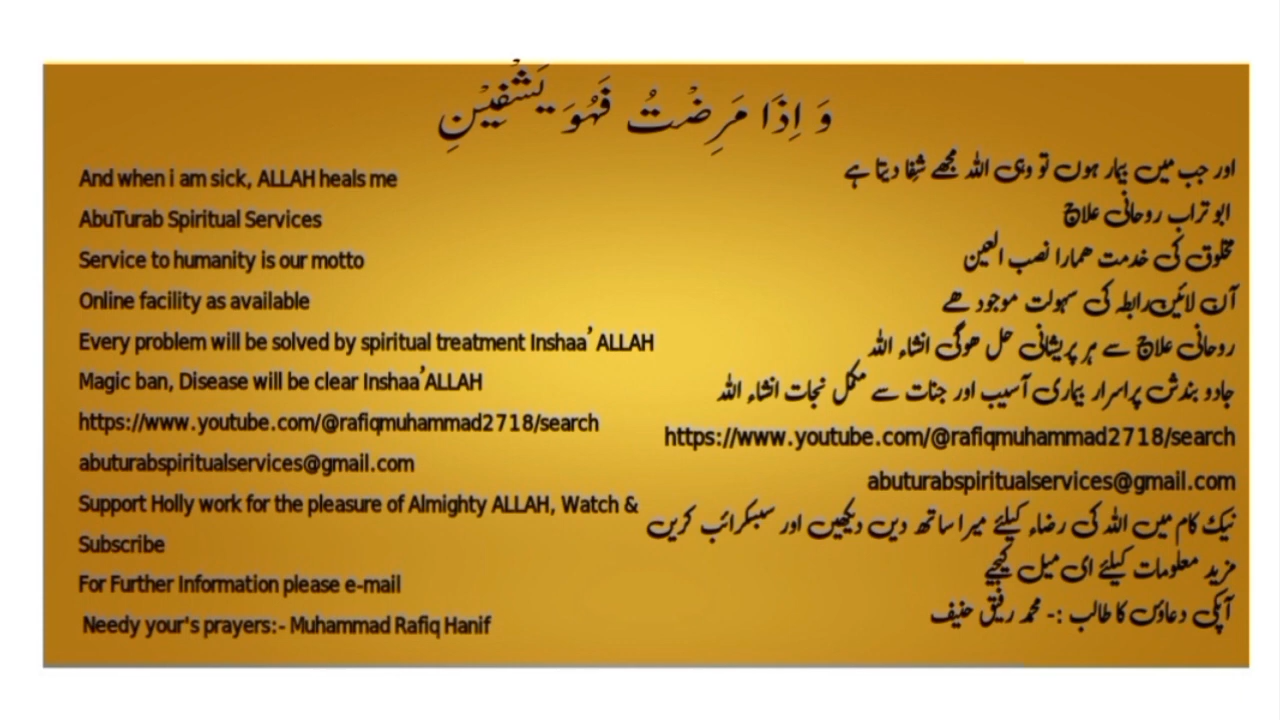 وَ اِذَا مَرِضْتُ فَهُوَ يَشْفِيْنِ
And when i am sick, ALLAH heals me
AbuTurab Spiritual Services
Service to humanity is our motto
Online facility as available
Every problem will be solved by spiritual treatment Inshaa’ ALLAH
Magic ban, Disease will be clear Inshaa’ALLAH
https://www.youtube.com/@rafiqmuhammad2718/search
abuturabspiritualservices@gmail.com
Support Holly work for the pleasure of Almighty ALLAH, Watch &
Subscribe
For Further Information please e-mail
Needy your's prayers:- Muhammad Rafiq Hanif
اور جب میں بیمار ہوں تو وہی اللہ مجھے شِفا دیتا ہے
ابو تراب روحانی علاج
مخلوق کی خدمت ھمارا نصب العین
آن لائین رابطہ کی سہولت موجود ھے
روحانی علاج سے ہر پریشانی حل ھوگی انشاء اللہ
جادو بندش پراسرار بیماری آسیب اور جنات سے مکمل نجات انشاء اللہ
https://www.youtube.com/@rafiqmuhammad2718/search
abuturabspiritualservices@gmail.com
نیک کام میں اللہ کی رضاء کیلئے میرا ساتھ دیں دیکھیں اور سبسکرائب کریں
مزید معلومات کیلئے ای میل کیجیے
آپکی دعاؤں کا طالب :- محمد رفیق حنیف